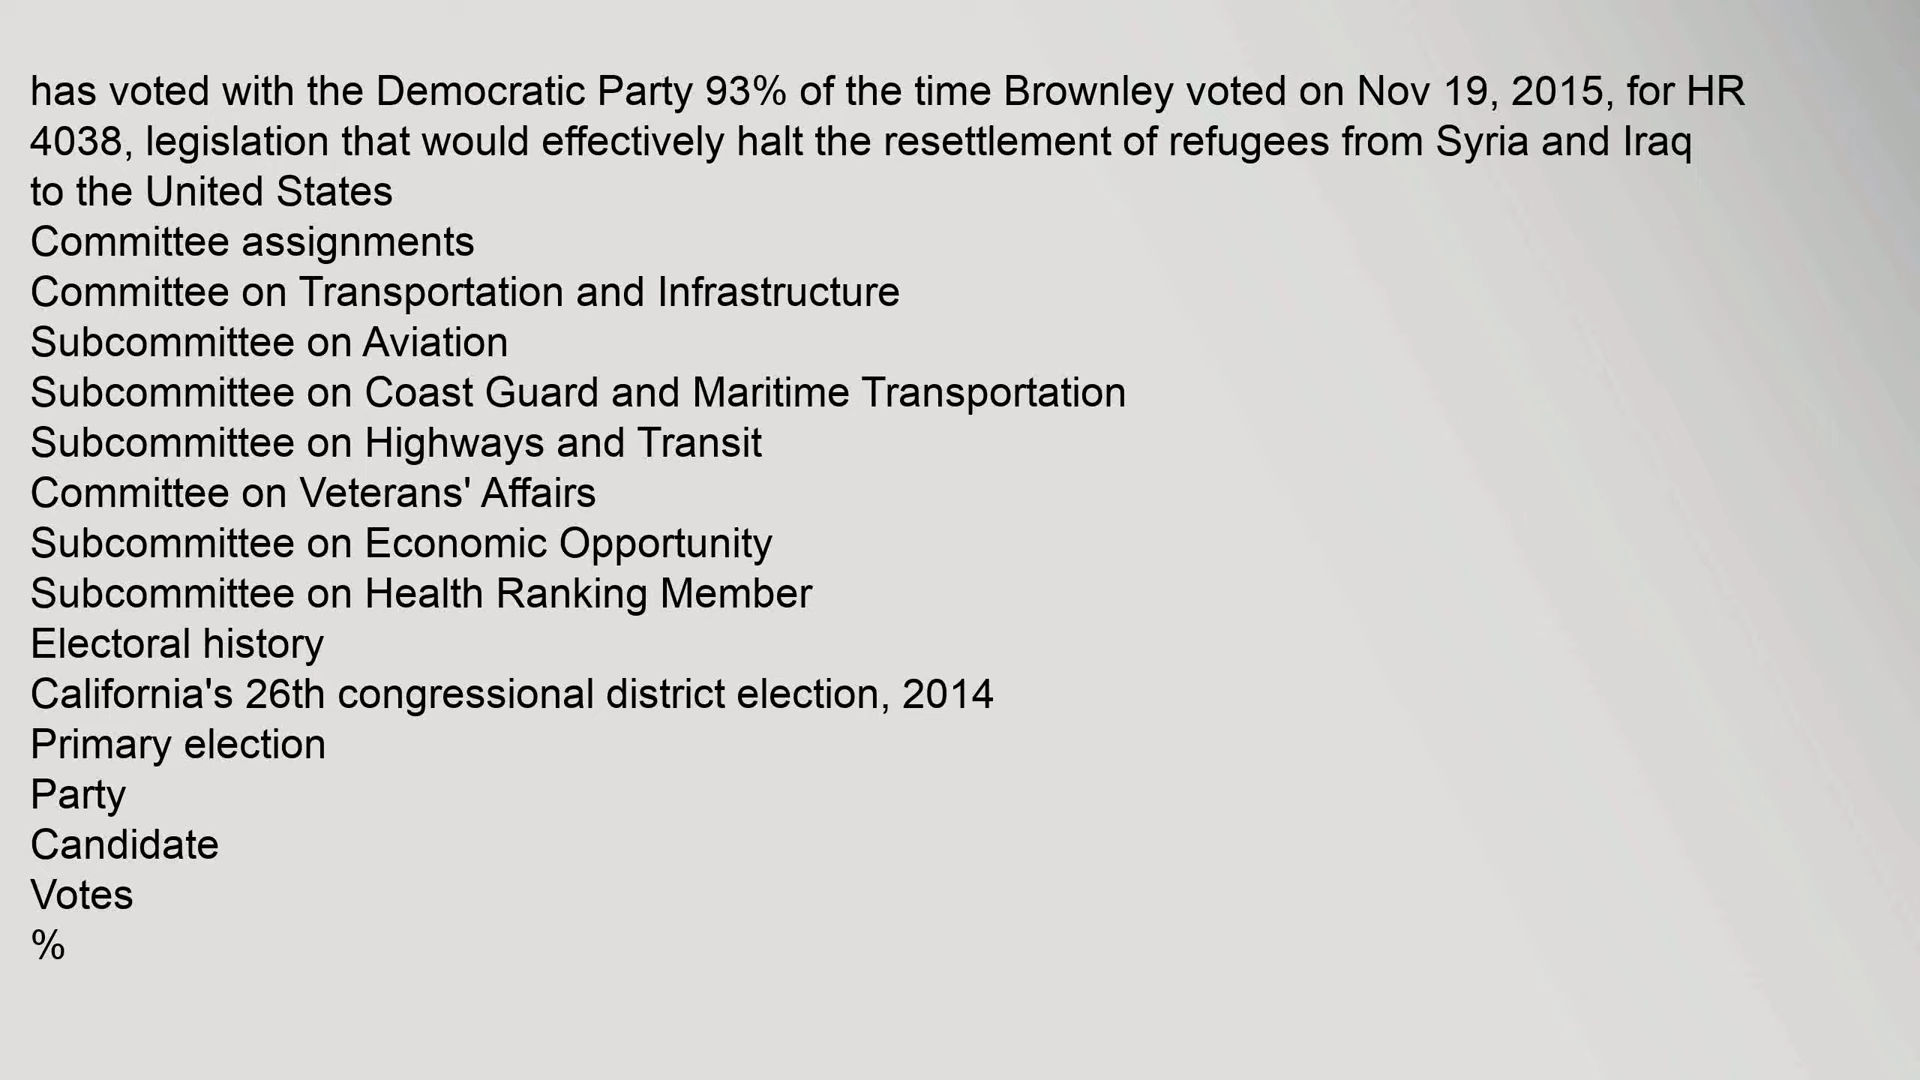 has voted with the Democratic Party 93% of the time Brownley voted on Nov 19, 2015, for HR
4038, legislation that would effectively halt the resettlement of refugees from Syria and Iraq
to the United States
Committee assignments
Committee on Transportation and Infrastructure
Subcommittee on Aviation
Subcommittee on Coast Guard and Maritime Transportation
Subcommittee on Highways and Transit
Committee on Veterans' Affairs
Subcommittee on Economic Opportunity
Subcommittee on Health Ranking Member
Electoral history
California's 26th congressional district election, 2014
Primary election
Party
Candidate
Votes
%